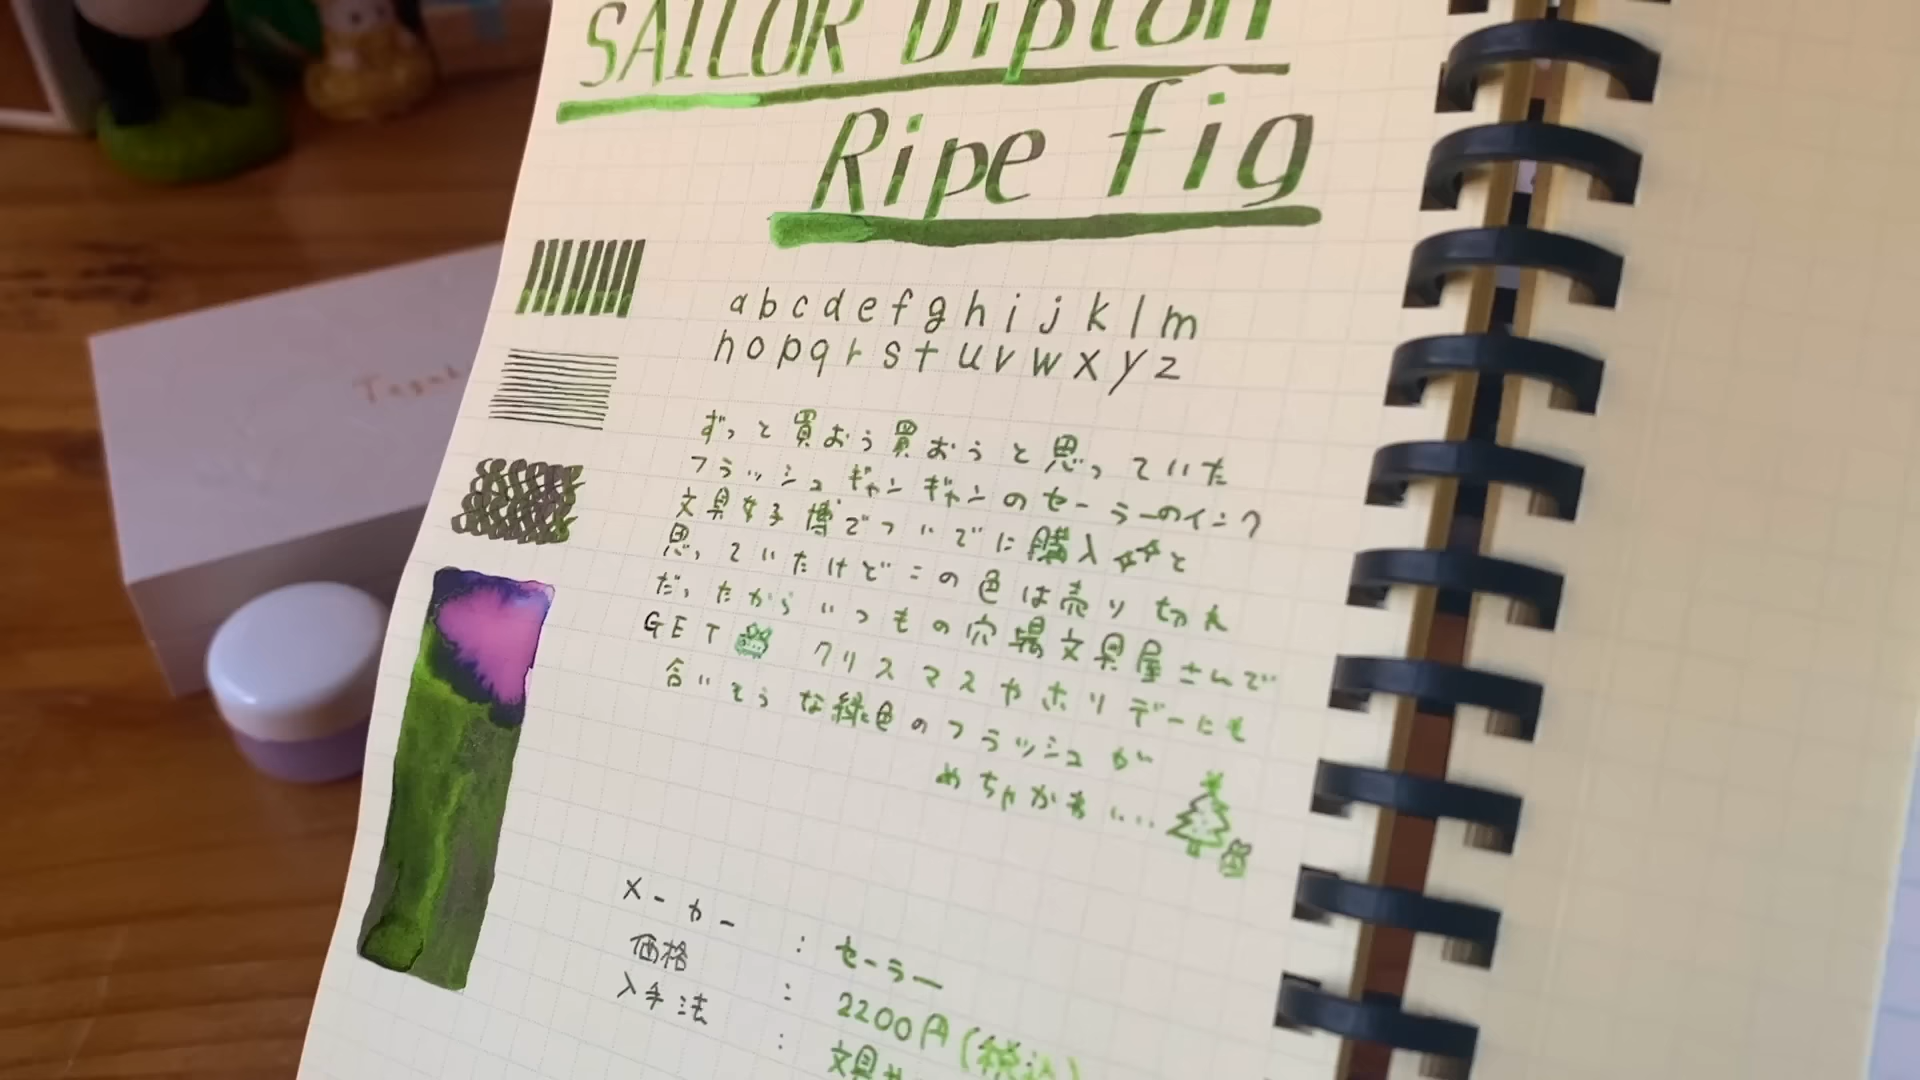 SAILOR Dipton
Ripe fig
a b c d e f g h i j k l m
n o p q r s t u v w x y z
ずっと買おう買おうと思っていた
フラッシュギャンギャンのセーラーのインク
文具女子博でついでに購入☆☆と
思っていたけどこの色は売り切れ
だったからいつもの穴場文具屋さんで
GET クリスマスやホリデーにも
合いそうな緑色のフラッシュが
めちゃかわいい…
メーカー : セーラー
価格 : 2200円(税込)
入手法 : 文具